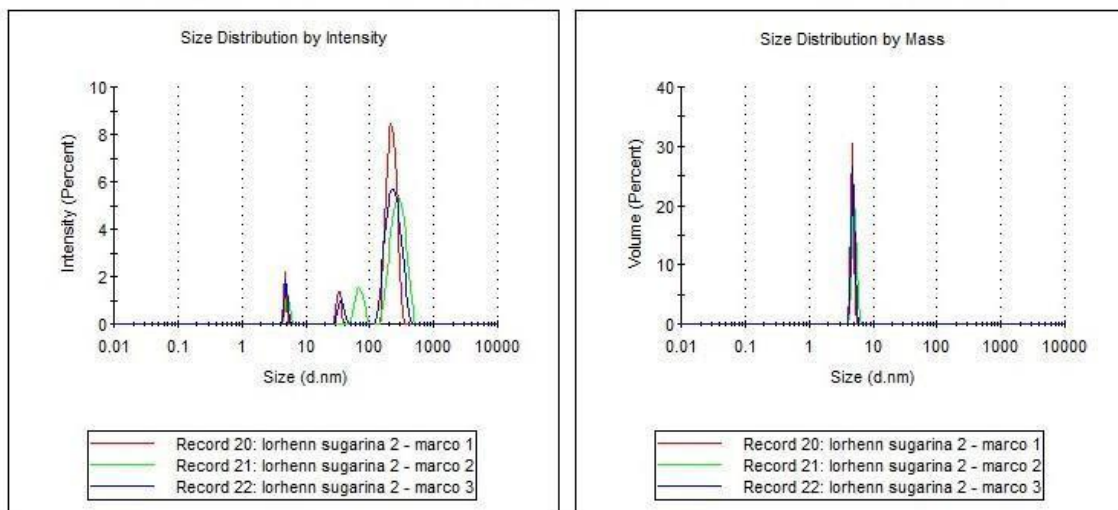 Size Distribution by Intensity
10
8
6
4
2
0
Intensity (Percent)
0.01 0.1 1 10 100 1000 10000
Size (d.nm)
Record 20: lorhenn sugarina 2 - marco 1
Record 21: lorhenn sugarina 2 - marco 2
Record 22: lorhenn sugarina 2 - marco 3
Size Distribution by Mass
40
30
20
10
0
Volume (Percent)
0.01 0.1 1 10 100 1000 10000
Size (d.nm)
Record 20: lorhenn sugarina 2 - marco 1
Record 21: lorhenn sugarina 2 - marco 2
Record 22: lorhenn sugarina 2 - marco 3